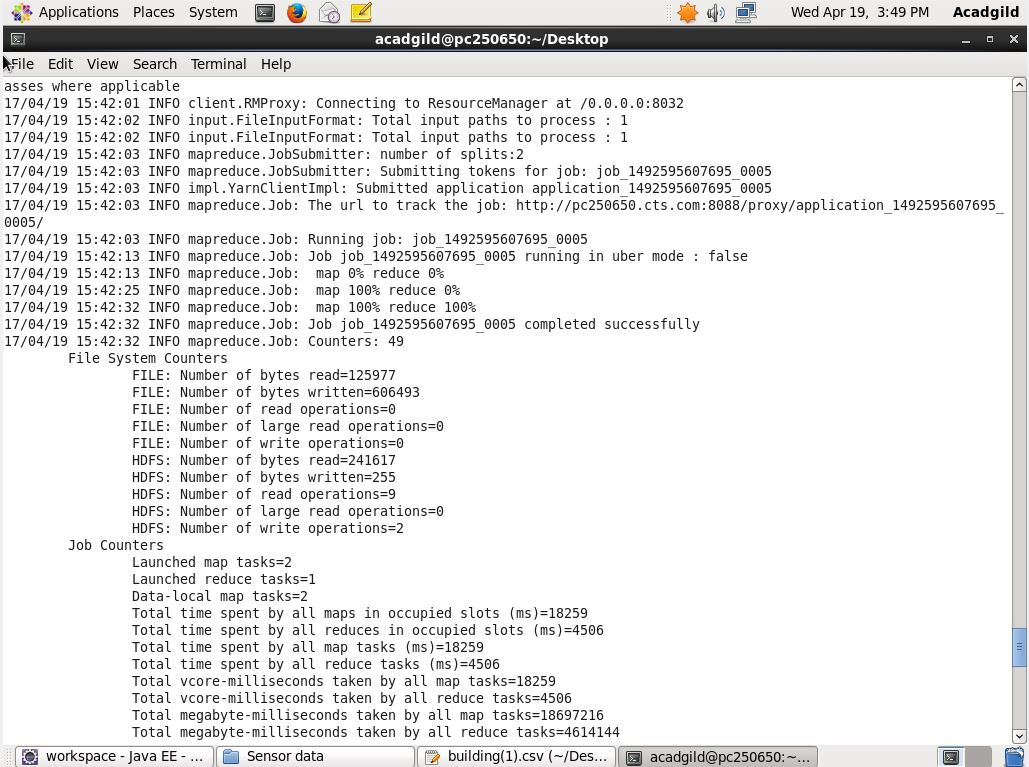 Applications Places System Wed Apr 19, 3:49 PM Acadgild
acadgild@pc250650:~/Desktop
File Edit View Search Terminal Help
asses where applicable
17/04/19 15:42:01 INFO client.RMProxy: Connecting to ResourceManager at /0.0.0.0:8032
17/04/19 15:42:02 INFO input.FileInputFormat: Total input paths to process : 1
17/04/19 15:42:02 INFO input.FileInputFormat: Total input paths to process : 1
17/04/19 15:42:03 INFO mapreduce.JobSubmitter: number of splits:2
17/04/19 15:42:03 INFO mapreduce.JobSubmitter: Submitting tokens for job: job_1492595607695_0005
17/04/19 15:42:03 INFO impl.YarnClientImpl: Submitted application application_1492595607695_0005
17/04/19 15:42:03 INFO mapreduce.Job: The url to track the job: http://pc250650.cts.com:8088/proxy/application_1492595607695_
0005/
17/04/19 15:42:03 INFO mapreduce.Job: Running job: job_1492595607695_0005
17/04/19 15:42:13 INFO mapreduce.Job: Job job_1492595607695_0005 running in uber mode : false
17/04/19 15:42:13 INFO mapreduce.Job:  map 0% reduce 0%
17/04/19 15:42:25 INFO mapreduce.Job:  map 100% reduce 0%
17/04/19 15:42:32 INFO mapreduce.Job:  map 100% reduce 100%
17/04/19 15:42:32 INFO mapreduce.Job: Job job_1492595607695_0005 completed successfully
17/04/19 15:42:32 INFO mapreduce.Job: Counters: 49
File System Counters
FILE: Number of bytes read=125977
FILE: Number of bytes written=606493
FILE: Number of read operations=0
FILE: Number of large read operations=0
FILE: Number of write operations=0
HDFS: Number of bytes read=241617
HDFS: Number of bytes written=255
HDFS: Number of read operations=9
HDFS: Number of large read operations=0
HDFS: Number of write operations=2
Job Counters
Launched map tasks=2
Launched reduce tasks=1
Data-local map tasks=2
Total time spent by all maps in occupied slots (ms)=18259
Total time spent by all reduces in occupied slots (ms)=4506
Total time spent by all map tasks (ms)=18259
Total time spent by all reduce tasks (ms)=4506
Total vcore-milliseconds taken by all map tasks=18259
Total vcore-milliseconds taken by all reduce tasks=4506
Total megabyte-milliseconds taken by all map tasks=18697216
Total megabyte-milliseconds taken by all reduce tasks=4614144
workspace - Java EE - ... Sensor data building(1).csv (~/Des... acadgild@pc250650:~...